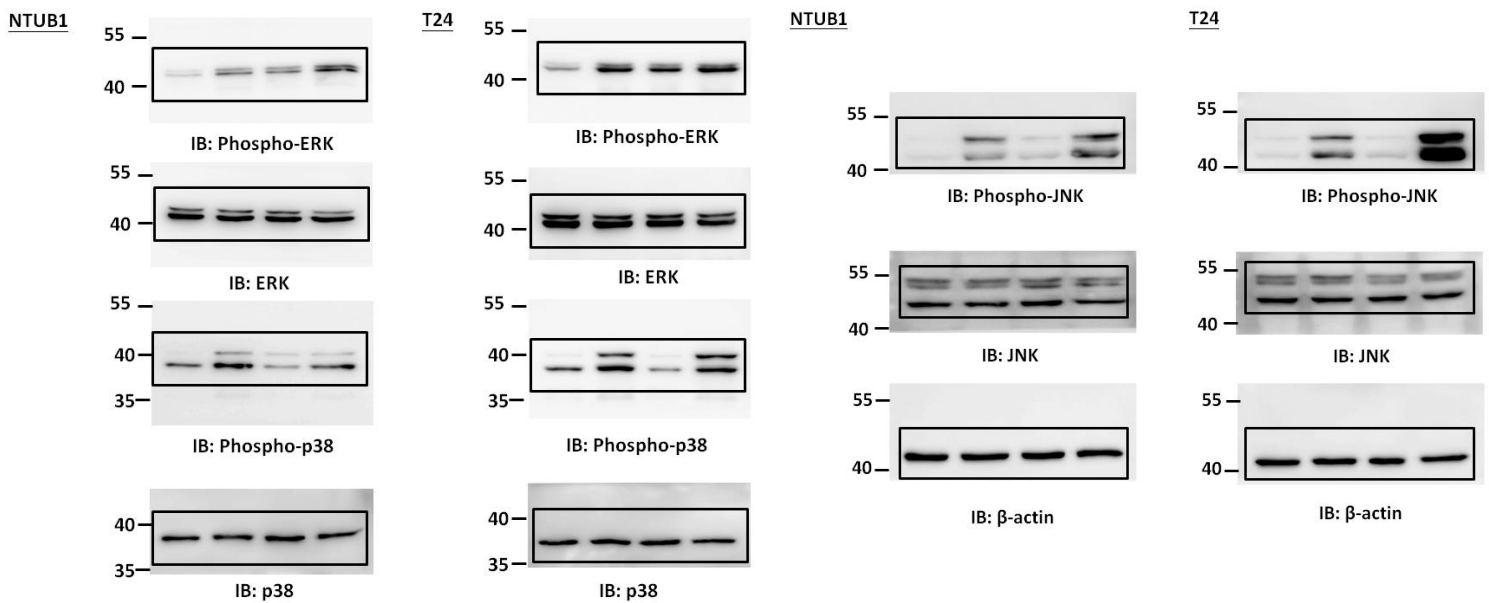 NTUB1
55
40
IB: Phospho-ERK
55
40
IB: ERK
55
40
35
IB: Phospho-p38
40
35
IB: p38
T24
55
40
IB: Phospho-ERK
55
40
IB: ERK
55
40
35
IB: Phospho-p38
40
35
IB: p38
NTUB1
55
40
IB: Phospho-JNK
55
40
IB: JNK
55
40
IB: β-actin
T24
55
40
IB: Phospho-JNK
55
40
IB: JNK
55
40
IB: β-actin